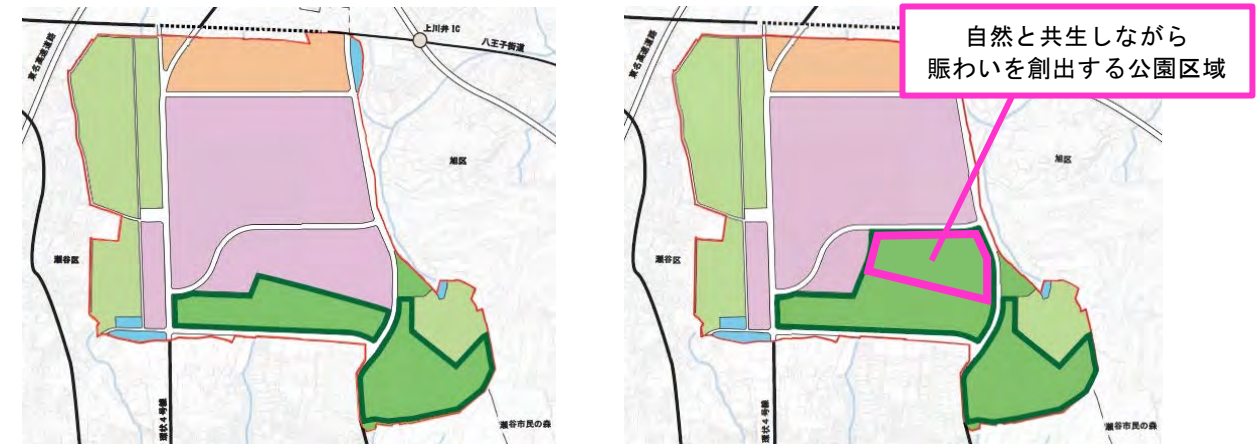 東名高速道路
上川井 IC
八王子街道
旭区
瀬谷区
環状4号線
瀬谷市民の森
自然と共生しながら
賑わいを創出する公園区域
東名高速道路
旭区
瀬谷区
環状4号線
瀬谷市民の森